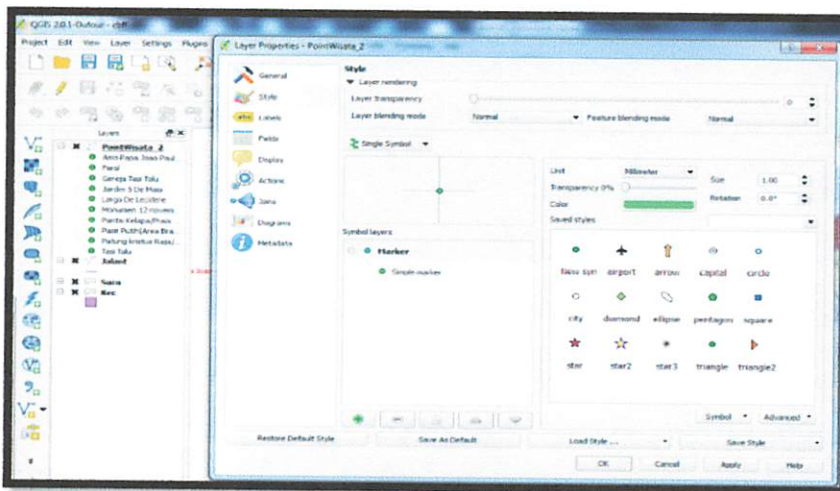 QGIS 2.0.1-Dufour - cbff
Project Edit View Layer Settings Plugins
Layer Properties - PointWisata_2
General
Style
Labels
Fields
Display
Actions
Joins
Diagrams
Metadata
Layers
PointWisata_2
Farol
Gereja Tasi Tolu
Jardim 5 De Maio
Largo De Lecidere
Tasi Tolu
Jalan1
Kec
Style
Layer rendering
Layer transparency 0
Layer blending mode Normal Feature blending mode Normal
Single Symbol
Unit Millimeter Size 1.00
Transparency 0% Rotation 0.0°
Color
Saved styles
Symbol layers
Marker
Simple marker
airport arrow capital circle
city diamond ellipse pentagon square
star star2 star3 triangle triangle2
Symbol Advanced
Restore Default Style Save As Default Load Style ... Save Style
OK Cancel Apply Help